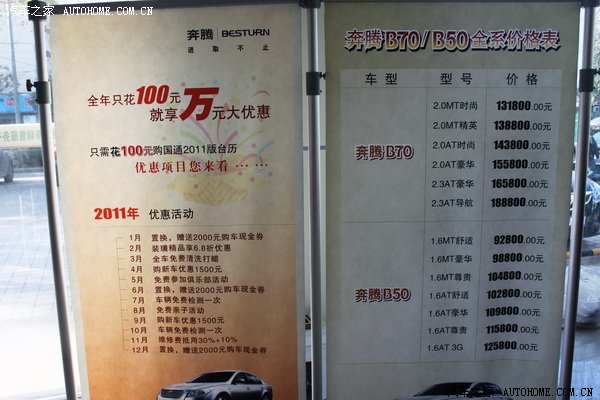 汽车之家 AUTOHOME.COM.CN
奔腾 BESTURN
进取不止
全年只花100元
就享万元大优惠
只需花100元购国通2011版台历
优惠项目您来看……
2011年 优惠活动
1月 置换，赠送2000元购车现金券
2月 装璜精品享6.8折优惠
3月 全车免费清洗打蜡
4月 购新车优惠1500元
5月 免费参加俱乐部活动
6月 置换，赠送2000元购车现金券
7月 车辆免费检测一次
8月 免费亲子活动
9月 购新车优惠1500元
10月 车辆免费检测一次
11月 维修费抵用30%+10%
12月 置换，赠送2000元购车现金券
奔腾B70/B50全系价格表
车型 型号 价格
奔腾B70
2.0MT时尚 131800.00元
2.0MT精英 138800.00元
2.0AT时尚 143800.00元
2.0AT豪华 155800.00元
2.3AT豪华 165800.00元
2.3AT导航 188800.00元
奔腾B50
1.6MT舒适 92800.00元
1.6MT豪华 98800.00元
1.6MT尊贵 104800.00元
1.6AT舒适 102800.00元
1.6AT豪华 109800.00元
1.6AT尊贵 115800.00元
1.6AT 3G 125800.00元
汽车之家 AUTOHOME.COM.CN